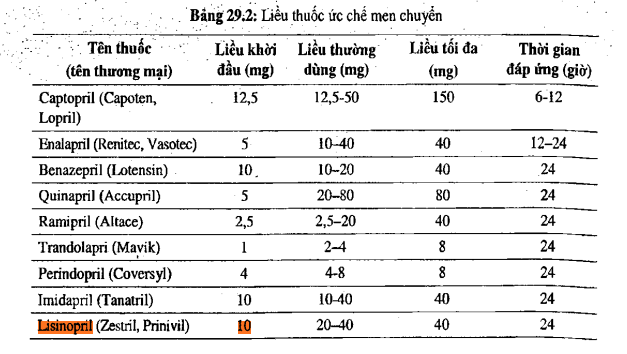 Bảng 29.2: Liều thuốc ức chế men chuyển
Tên thuốc (tên thương mại) Liều khởi đầu (mg) Liều thường dùng (mg) Liều tối đa (mg) Thời gian đáp ứng (giờ)
Captopril (Capoten, Lopril) 12,5 12,5-50 150 6-12
Enalapril (Renitec, Vasotec) 5 10-40 40 12-24
Benazepril (Lotensin) 10 10-20 40 24
Quinapril (Accupril) 5 20-80 80 24
Ramipril (Altace) 2,5 2,5-20 40 24
Trandolapri (Mavik) 1 2-4 8 24
Perindopril (Coversyl) 4 4-8 8 24
Imidapril (Tanatril) 10 10-40 40 24
Lisinopril (Zestril, Prinivil) 10 20-40 40 24